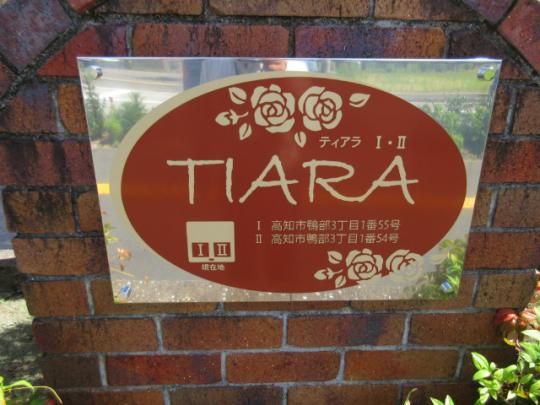 ティアラ Ⅰ・Ⅱ
TIARA
Ⅰ 高知市鴨部3丁目1番55号
Ⅱ 高知市鴨部3丁目1番54号
Ⅰ Ⅱ
現在地